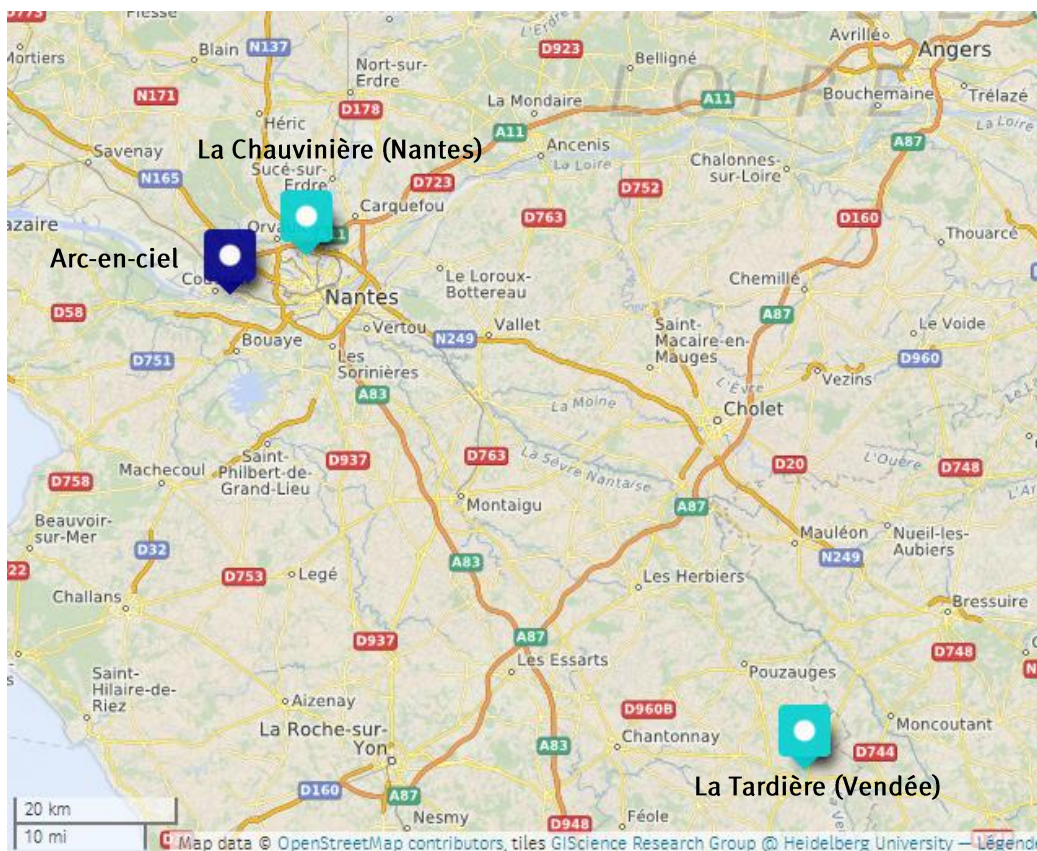 D773
Plessé
Avrillé
Angers
Mortiers
Blain
N137
L'Erdre
D923
Belligné
LOIRE
Nort-sur-
Erdre
N171
D178
La Mondaire
A11
Bouchemaine
Trélazé
Héric
A11
La Loire
A87
Savenay
La Chauvinière (Nantes)
Ancenis
La Loire
Chalonnes-
sur-Loire
N165
Sucé-sur-
Erdre
D723
D752
Carquefou
D763
D160
azaire
Thouarcé
Arc-en-ciel
Le Loroux-
Bottereau
Chemillé
Nantes
D58
Vertou
Vallet
A87
Saint-
Macaire-en-
Mauges
Le Voide
Bouaye
N249
D751
Les
Sorinières
D960
Vezins
L'Èvre
A83
La Moine
Cholet
Saint-
Philbert-de-
Grand-Lieu
D937
D763
La Sèvre Nantaise
D20
L'Ouère
D748
Machecoul
D758
Montaigu
A87
L'Ar
Beauvoir-
sur-Mer
Mauléon
Nueil-les-
Aubiers
D32
A83
N249
22
D753
Legé
Les Herbiers
Challans
Bressuire
D937
A87
D748
Les Essarts
Pouzauges
Saint-
Hilaire-de-
Riez
Aizenay
D960B
Moncoutant
La Roche-sur-
Yon
A83
Chantonnay
D744
La Tardière (Vendée)
D160
A87
20 km
10 mi
Nesmy
D948
Féole
Map data © OpenStreetMap contributors, tiles GIScience Research Group @ Heidelberg University — Légende